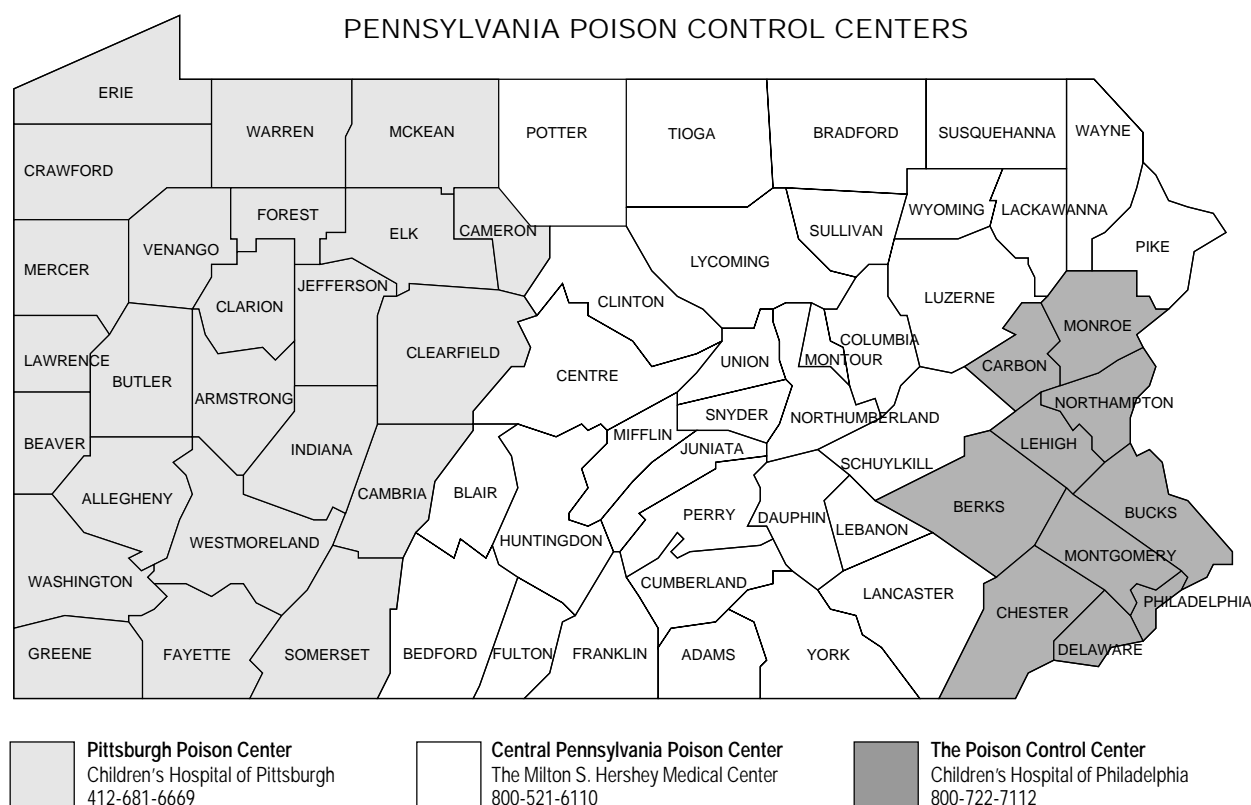 PENNSYLVANIA POISON CONTROL CENTERS
ERIE
WARREN
MCKEAN
POTTER
TIOGA
BRADFORD
SUSQUEHANNA
WAYNE
CRAWFORD
FOREST
ELK
CAMERON
WYOMING
LACKAWANNA
VENANGO
SULLIVAN
PIKE
MERCER
LYCOMING
CLARION
JEFFERSON
CLINTON
LUZERNE
MONROE
LAWRENCE
CLEARFIELD
UNION
MONTOUR
COLUMBIA
CARBON
BUTLER
CENTRE
ARMSTRONG
SNYDER
NORTHUMBERLAND
NORTHAMPTON
BEAVER
INDIANA
MIFFLIN
JUNIATA
LEHIGH
SCHUYLKILL
ALLEGHENY
CAMBRIA
BLAIR
PERRY
DAUPHIN
LEBANON
BERKS
BUCKS
WESTMORELAND
HUNTINGDON
MONTGOMERY
WASHINGTON
CUMBERLAND
LANCASTER
CHESTER
PHILADELPHIA
GREENE
FAYETTE
SOMERSET
BEDFORD
FULTON
FRANKLIN
ADAMS
YORK
DELAWARE
Pittsburgh Poison Center
Children's Hospital of Pittsburgh
412-681-6669
Central Pennsylvania Poison Center
The Milton S. Hershey Medical Center
800-521-6110
The Poison Control Center
Children's Hospital of Philadelphia
800-722-7112